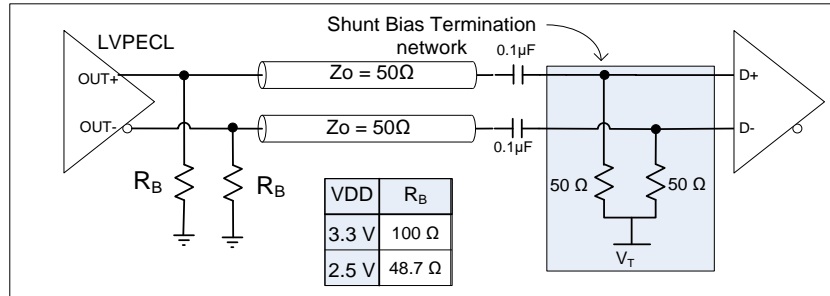 Shunt Bias Termination
network
LVPECL
0.1µF
OUT+
Zo = 50Ω
D+
OUT-
Zo = 50Ω
D-
0.1µF
R_B
R_B
50 Ω
50 Ω
VDD R_B
3.3 V 100 Ω
2.5 V 48.7 Ω
V_T